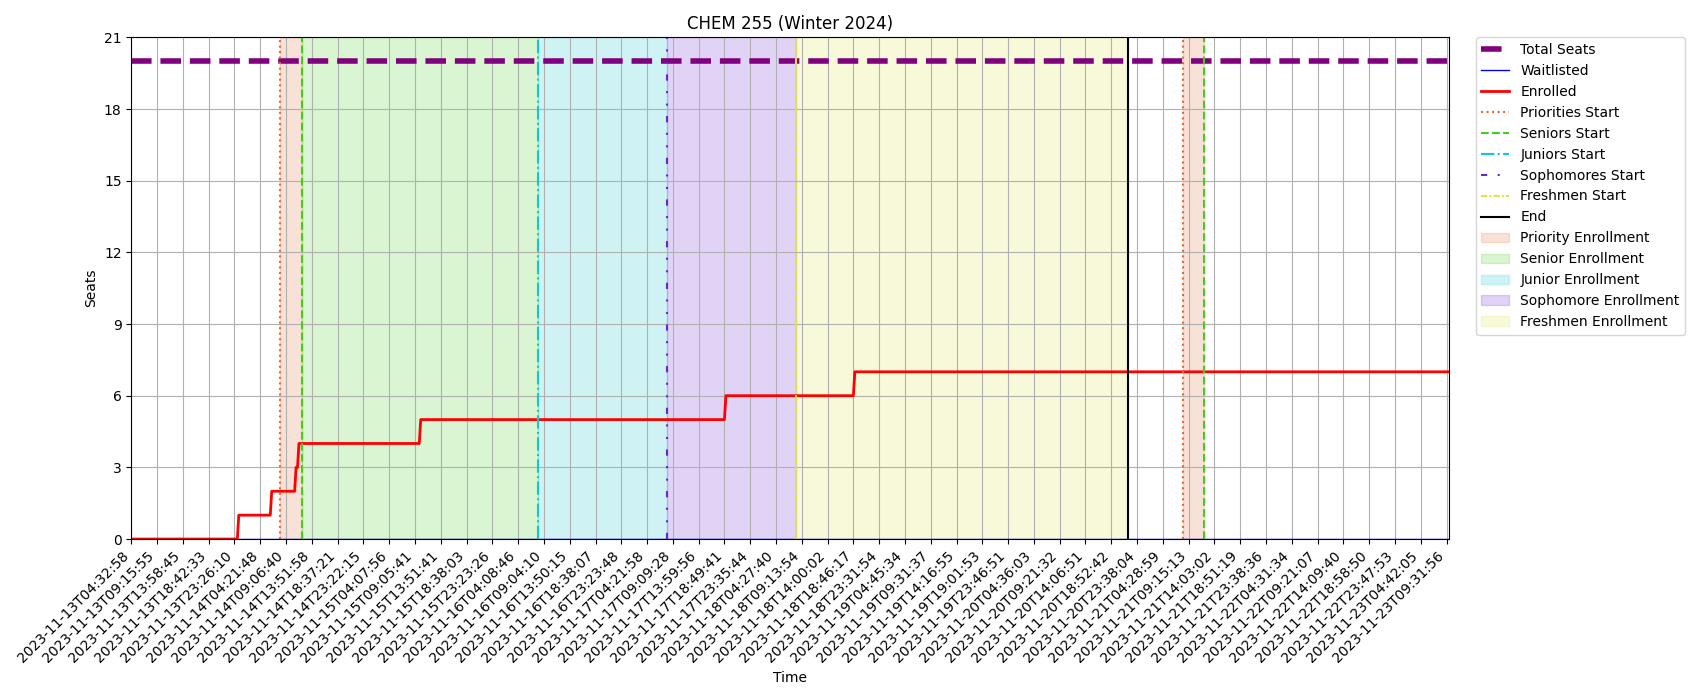 CHEM 255 (Winter 2024)
21
18
15
12
9
6
3
0
Seats
2023-11-13T04:32:58
2023-11-13T09:15:55
2023-11-13T13:58:45
2023-11-13T18:42:33
2023-11-13T23:26:10
2023-11-14T04:21:48
2023-11-14T09:06:40
2023-11-14T13:51:58
2023-11-14T18:37:21
2023-11-14T23:22:15
2023-11-15T04:07:56
2023-11-15T09:05:41
2023-11-15T13:51:41
2023-11-15T18:38:03
2023-11-15T23:23:26
2023-11-16T04:08:46
2023-11-16T09:04:10
2023-11-16T13:50:15
2023-11-16T18:38:07
2023-11-16T23:23:48
2023-11-17T04:21:58
2023-11-17T09:09:28
2023-11-17T13:59:56
2023-11-17T18:49:41
2023-11-17T23:35:44
2023-11-18T04:27:40
2023-11-18T09:13:54
2023-11-18T14:00:02
2023-11-18T18:46:17
2023-11-18T23:31:54
2023-11-19T04:45:34
2023-11-19T09:31:37
2023-11-19T14:16:55
2023-11-19T19:01:53
2023-11-19T23:46:51
2023-11-20T04:36:03
2023-11-20T09:21:32
2023-11-20T14:06:51
2023-11-20T18:52:42
2023-11-20T23:38:04
2023-11-21T04:28:59
2023-11-21T09:15:13
2023-11-21T14:03:02
2023-11-21T18:51:19
2023-11-21T23:38:36
2023-11-22T04:31:34
2023-11-22T09:21:07
2023-11-22T14:09:40
2023-11-22T18:58:50
2023-11-22T23:47:53
2023-11-23T04:42:05
2023-11-23T09:31:56
Time
Total Seats
Waitlisted
Enrolled
Priorities Start
Seniors Start
Juniors Start
Sophomores Start
Freshmen Start
End
Priority Enrollment
Senior Enrollment
Junior Enrollment
Sophomore Enrollment
Freshmen Enrollment